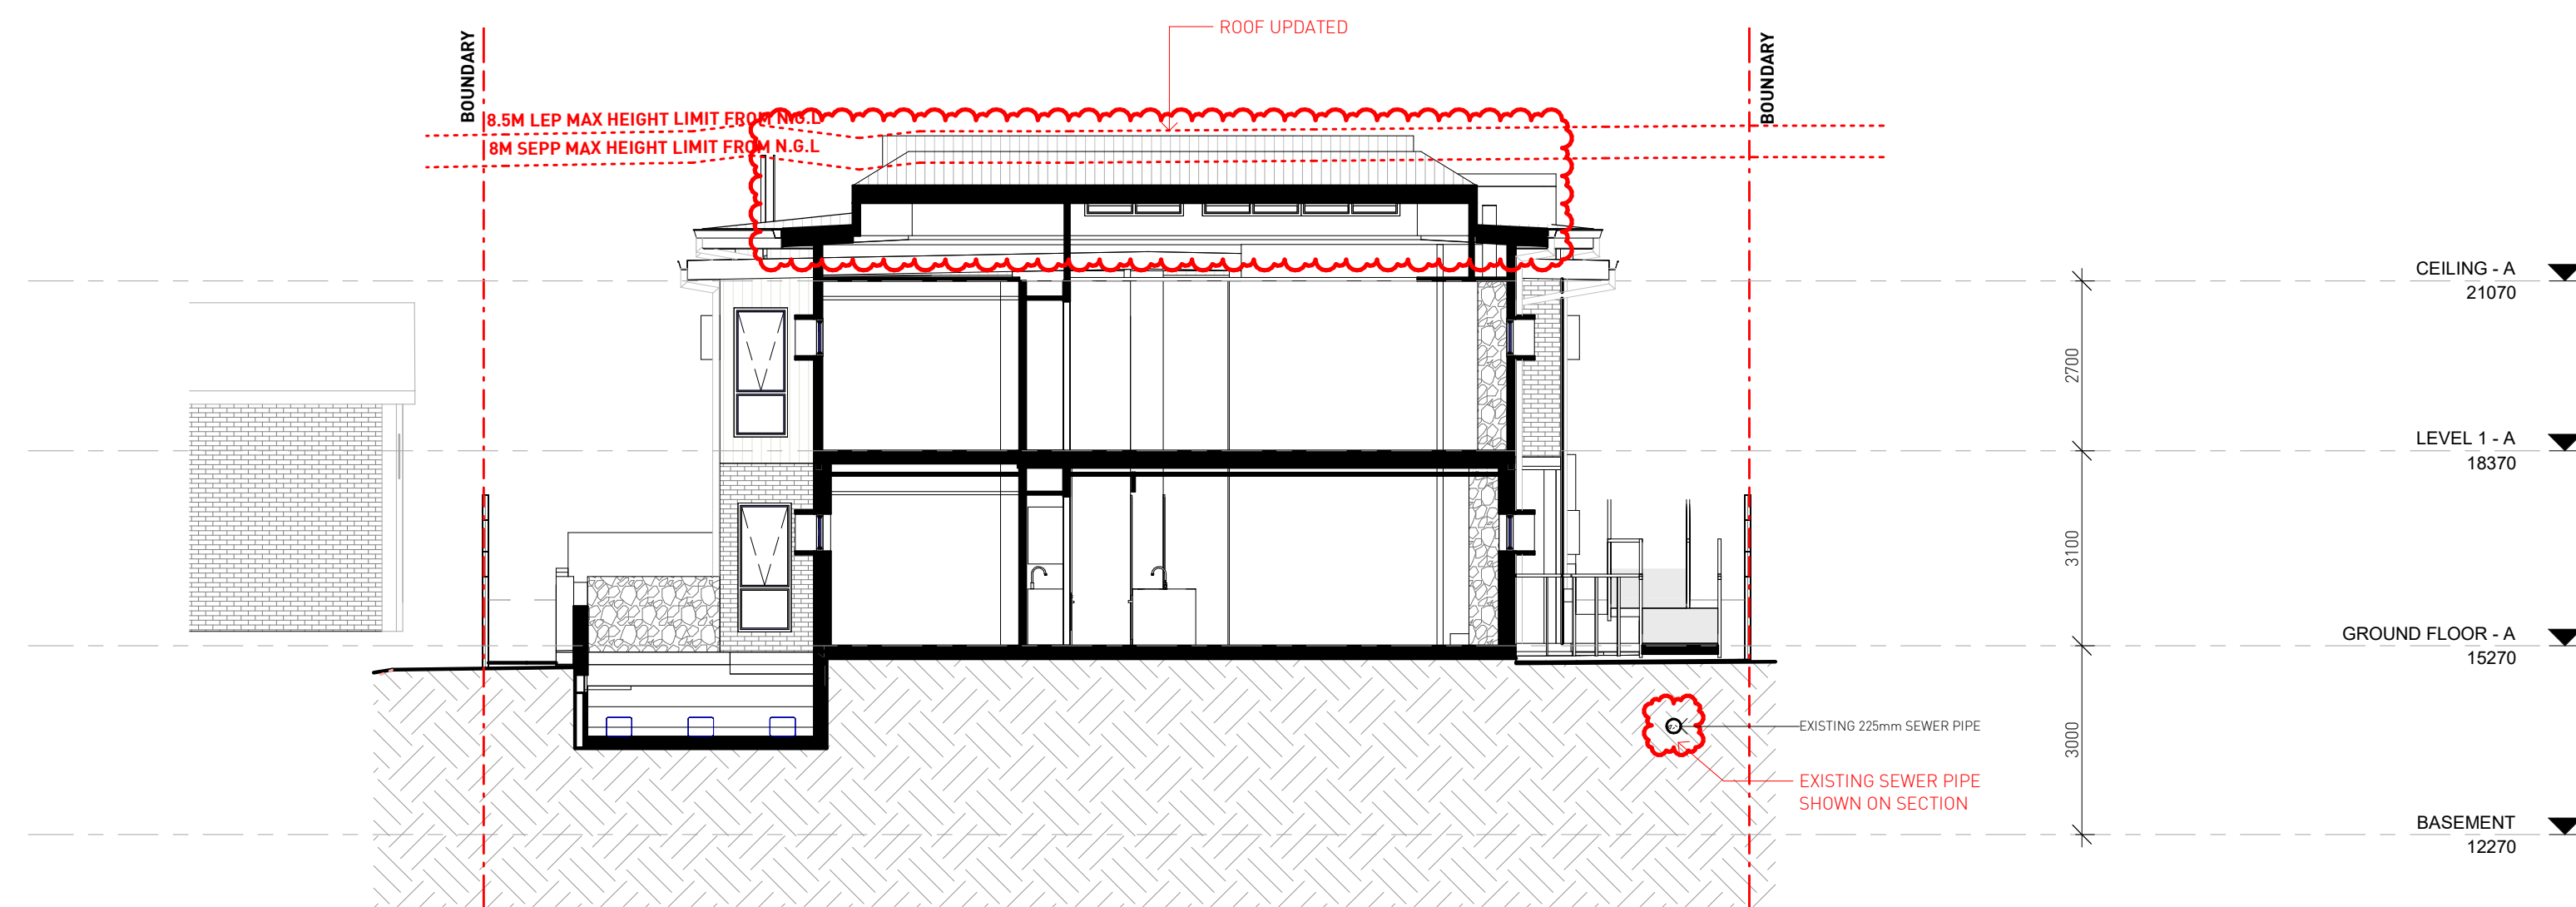 ROOF UPDATED
BOUNDARY
BOUNDARY
8.5M LEP MAX HEIGHT LIMIT FROM N.G.L
8M SEPP MAX HEIGHT LIMIT FROM N.G.L
CEILING - A
21070
2700
LEVEL 1 - A
18370
3100
GROUND FLOOR - A
15270
3000
EXISTING 225mm SEWER PIPE
EXISTING SEWER PIPE
SHOWN ON SECTION
BASEMENT
12270